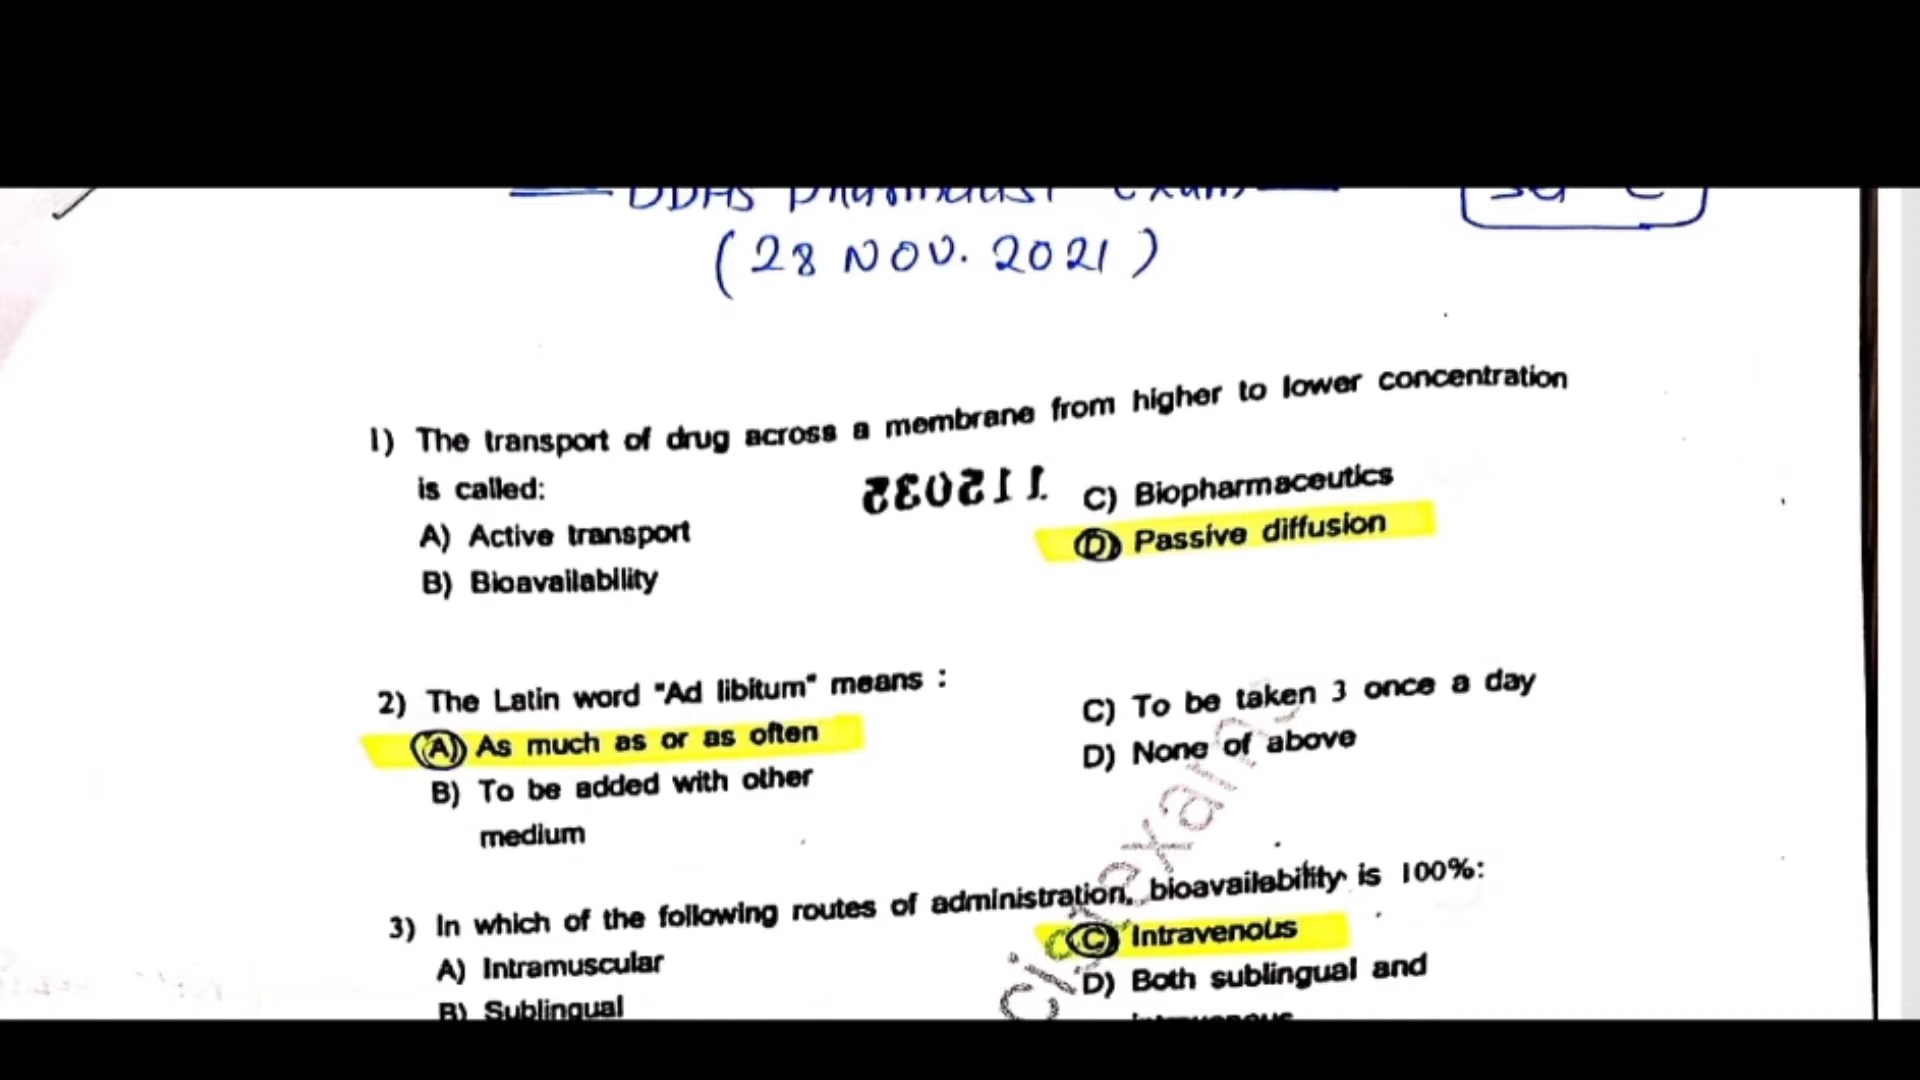 (28 NOV. 2021)
1) The transport of drug across a membrane from higher to lower concentration
is called:
115035
A) Active transport
B) Bioavailability
C) Biopharmaceutics
D) Passive diffusion
2) The Latin word "Ad libitum" means :
A) As much as or as often
B) To be added with other
medium
C) To be taken 3 once a day
D) None of above
3) In which of the following routes of administration, bioavailability is 100%:
A) Intramuscular
B) Sublingual
C) Intravenous
D) Both sublingual and
intravenous